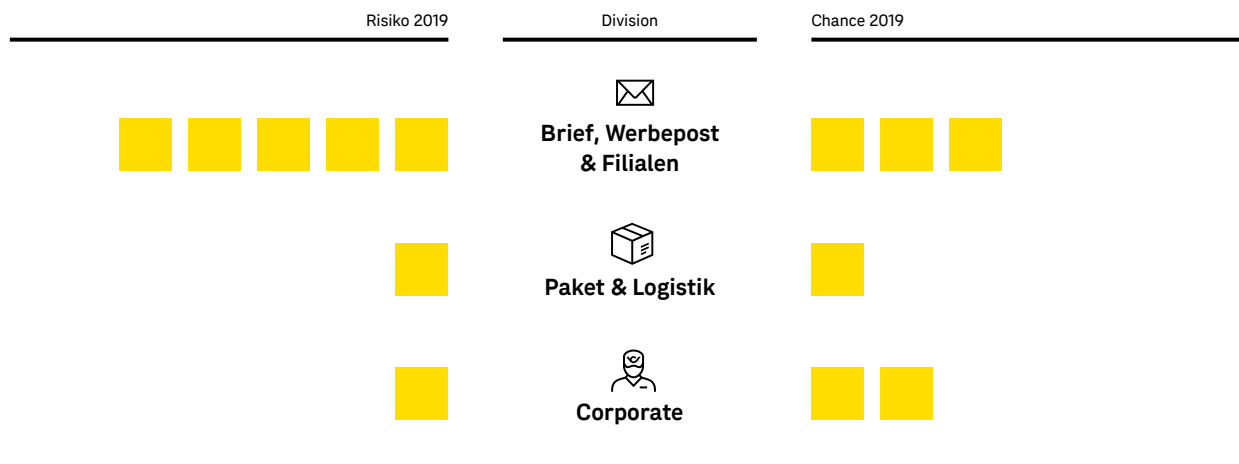 Risiko 2019
Division
Chance 2019
Brief, Werbepost
& Filialen
Paket & Logistik
Corporate